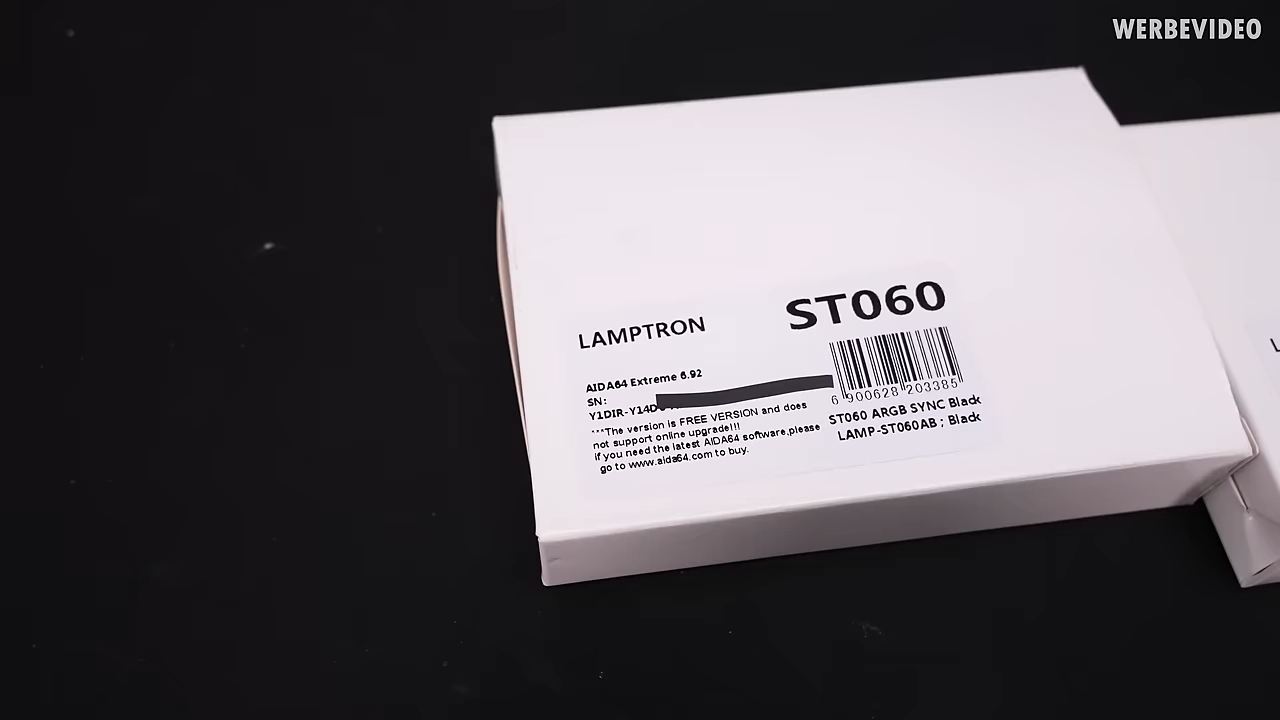 WERBEVIDEO
LAMPTRON
ST060
AIDA64 Extreme 6.92
SN:
Y1DIR-Y14D
***The version is FREE VERSION and does
not support online upgrade!!!
if you need the latest AIDA64 software,please
go to www.aida64.com to buy.
6 900628 203385
ST060 ARGB SYNC Black
LAMP-ST060AB ; Black
L